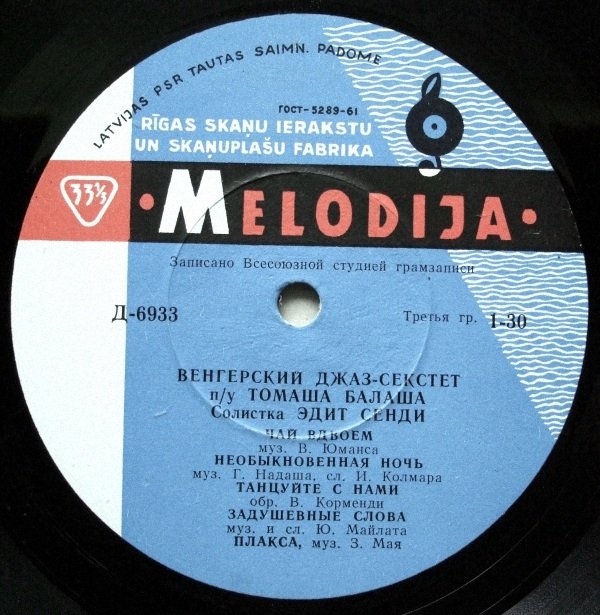 LATVIJAS PSR TAUTAS SAIMN. PADOME
ГОСТ-5289-61
RĪGAS SKAŅU IERAKSTU
UN SKAŅUPLAŠU FABRIKA
33⅓
· MELODIJA ·
Записано Всесоюзной студией грамзаписи
Д-6933
Третья гр. 1-30
ВЕНГЕРСКИЙ ДЖАЗ-СЕКСТЕТ
п/у ТОМАША БАЛАША
Солистка ЭДИТ СЕНДИ
ЧАЙ ВДВОЕМ
муз. В. Юманса
НЕОБЫКНОВЕННАЯ НОЧЬ
муз. Г. Надаша, сл. И. Колмара
ТАНЦУЙТЕ С НАМИ
обр. В. Корменди
ЗАДУШЕВНЫЕ СЛОВА
муз. и сл. Ю. Майлата
ПЛАКСА, муз. З. Мая